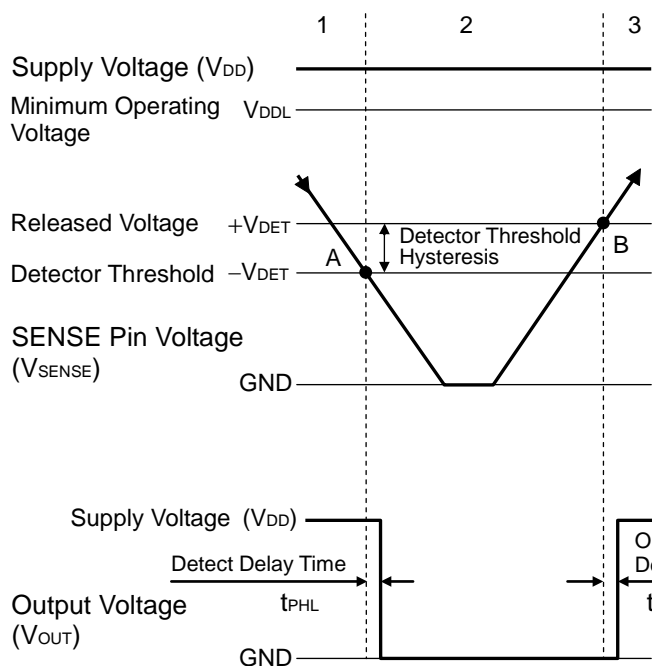 1 2 3
Supply Voltage (VDD)
Minimum Operating Voltage VDDL
Released Voltage +VDET
Detector Threshold Hysteresis
A
B
Detector Threshold −VDET
SENSE Pin Voltage
(VSENSE)
GND
Supply Voltage (VDD)
Detect Delay Time
tPHL
Output Voltage
(VOUT)
GND